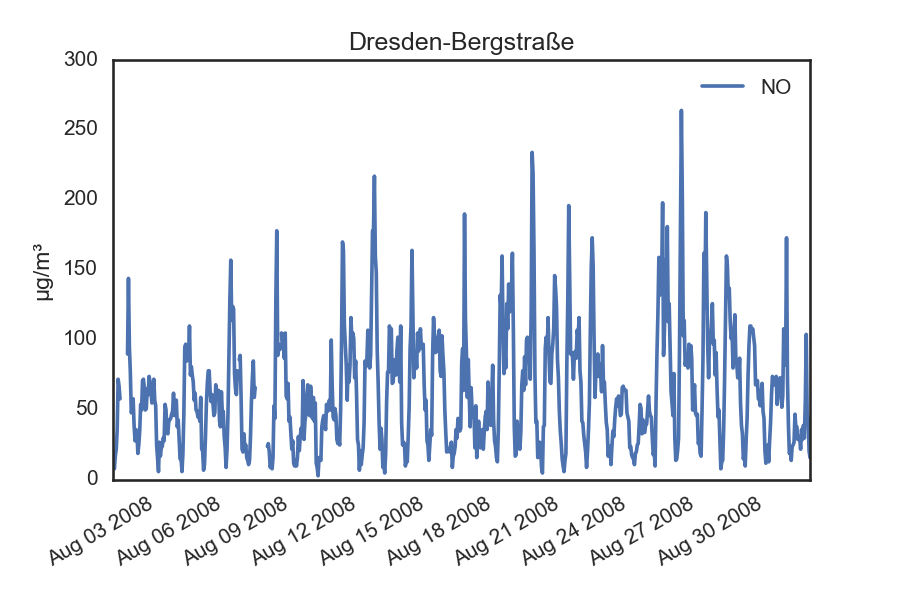 Dresden-Bergstraße
NO
µg/m³
300
250
200
150
100
50
0
Aug 03 2008
Aug 06 2008
Aug 09 2008
Aug 12 2008
Aug 15 2008
Aug 18 2008
Aug 21 2008
Aug 24 2008
Aug 27 2008
Aug 30 2008